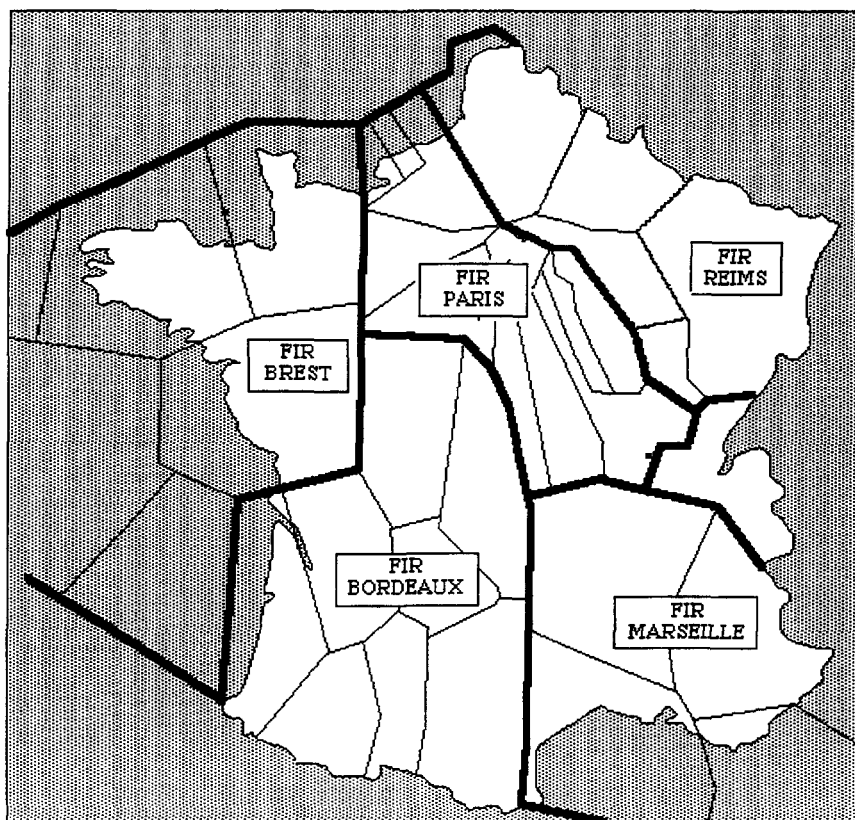 FIR
REIMS
FIR
PARIS
FIR
BREST
FIR
BORDEAUX
FIR
MARSEILLE